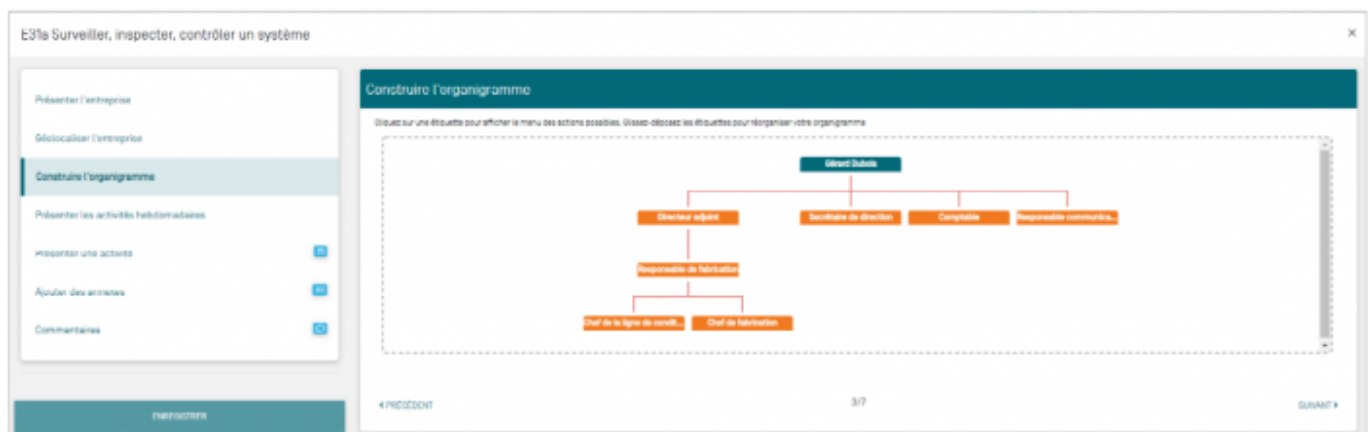 E31a Surveiller, inspecter, contrôler un système
×
Présenter l'entreprise
Géolocaliser l'entreprise
Construire l'organigramme
Présenter les activités hebdomadaires
Présenter une activité
Ajouter des annexes
Commentaires
ENREGISTRER
Construire l'organigramme
Cliquez sur une étiquette pour afficher le menu des actions possibles. Glissez-déposez les étiquettes pour réorganiser votre organigramme
Gérard Dubois
Directeur adjoint
Secrétaire de direction
Comptable
Responsable communica...
Responsable de fabrication
Chef de la ligne de condit...
Chef de fabrication
PRÉCÉDENT
3/7
SUIVANT